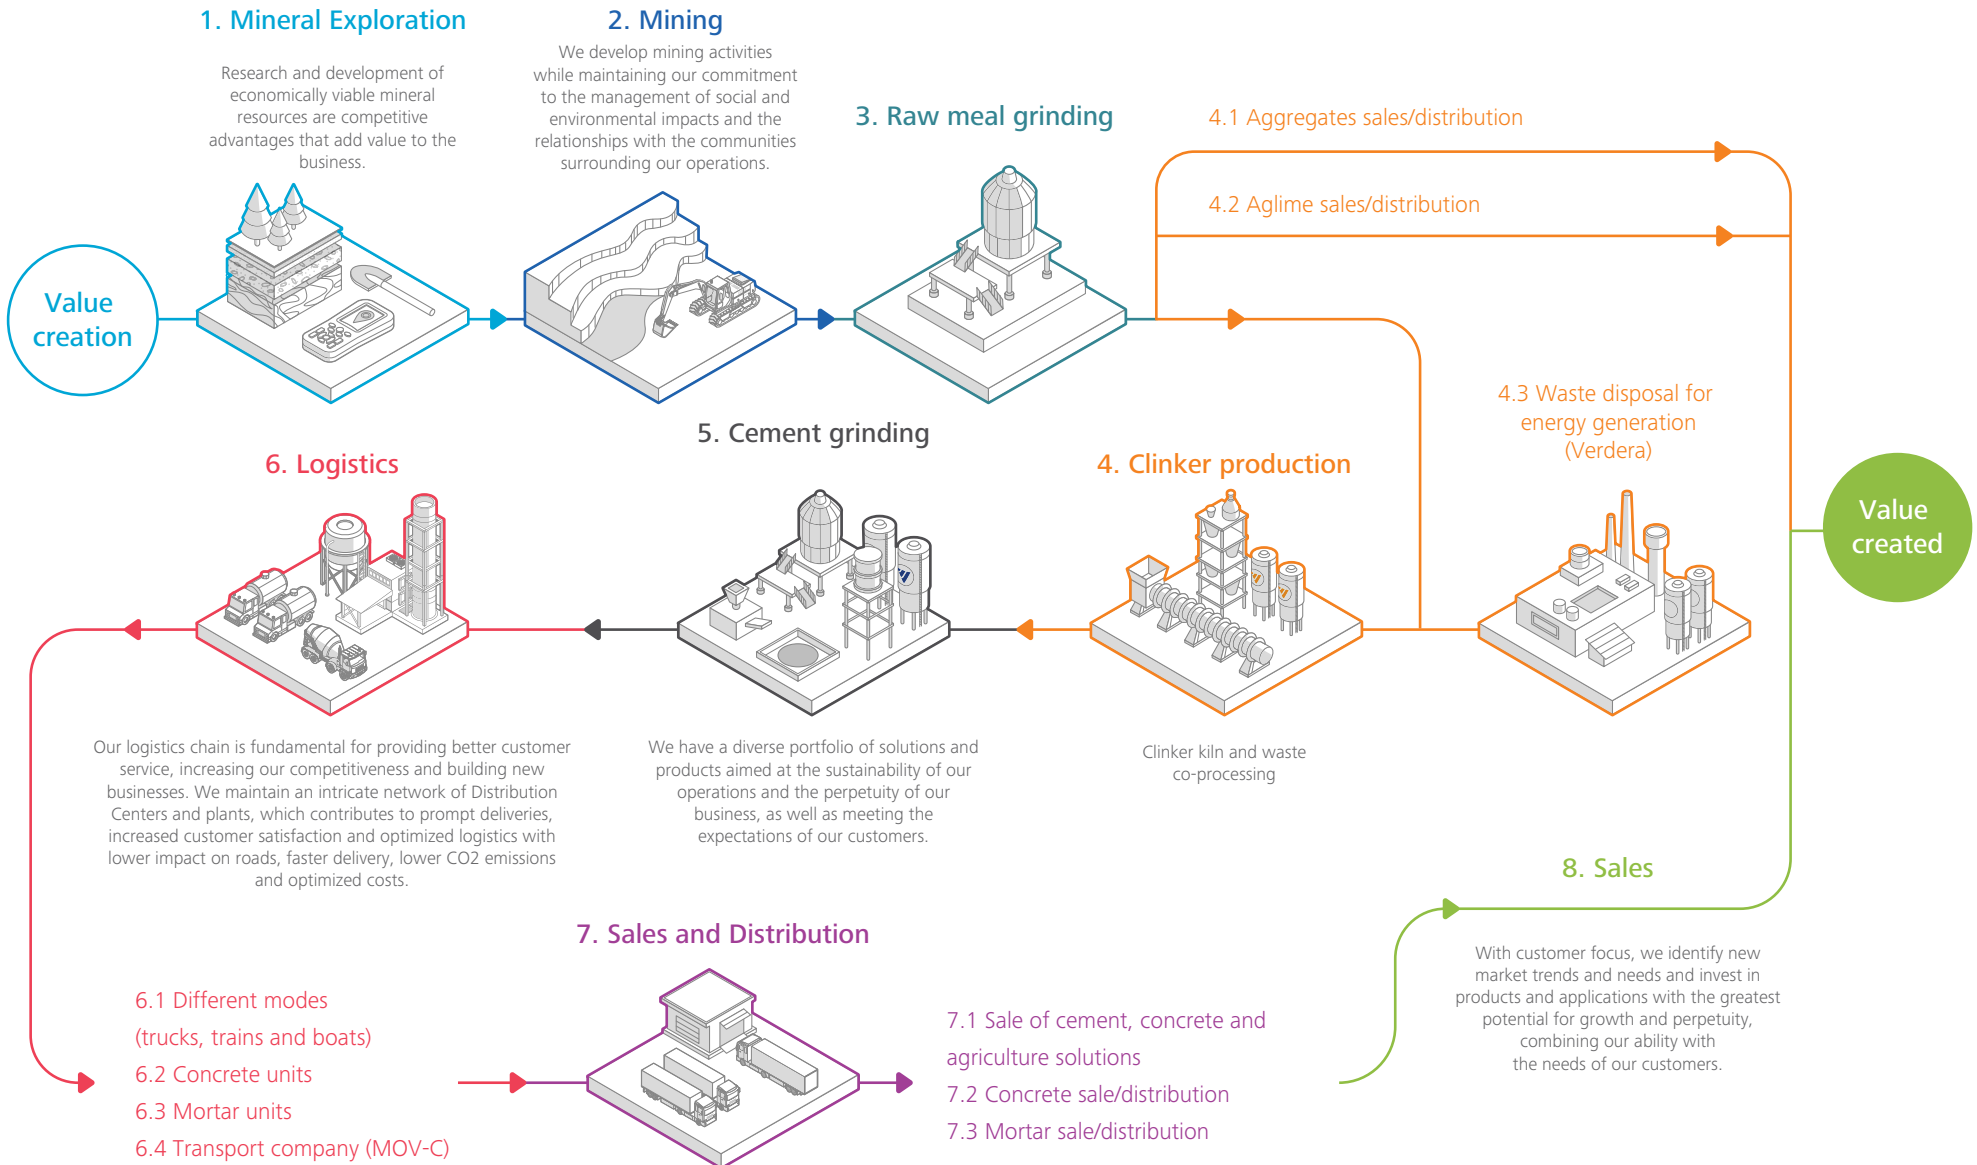 1. Mineral Exploration
Research and development of
economically viable mineral
resources are competitive
advantages that add value to the
business.
2. Mining
We develop mining activities
while maintaining our commitment
to the management of social and
environmental impacts and the
relationships with the communities
surrounding our operations.
3. Raw meal grinding
4.1 Aggregates sales/distribution
4.2 Aglime sales/distribution
Value
creation
4.3 Waste disposal for
energy generation
(Verdera)
4. Clinker production
Clinker kiln and waste
co-processing
5. Cement grinding
We have a diverse portfolio of solutions and
products aimed at the sustainability of our
operations and the perpetuity of our
business, as well as meeting the
expectations of our customers.
6. Logistics
Our logistics chain is fundamental for providing better customer
service, increasing our competitiveness and building new
businesses. We maintain an intricate network of Distribution
Centers and plants, which contributes to prompt deliveries,
increased customer satisfaction and optimized logistics with
lower impact on roads, faster delivery, lower CO2 emissions
and optimized costs.
6.1 Different modes
(trucks, trains and boats)
6.2 Concrete units
6.3 Mortar units
6.4 Transport company (MOV-C)
7. Sales and Distribution
7.1 Sale of cement, concrete and
agriculture solutions
7.2 Concrete sale/distribution
7.3 Mortar sale/distribution
8. Sales
With customer focus, we identify new
market trends and needs and invest in
products and applications with the greatest
potential for growth and perpetuity,
combining our ability with
the needs of our customers.
Value
created